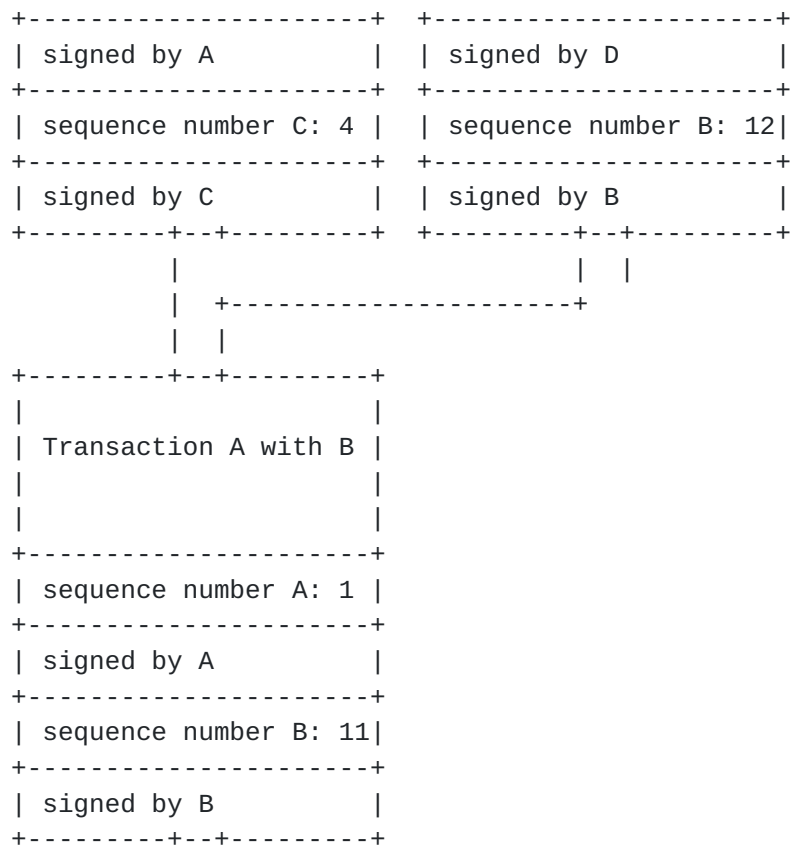 signed by A
signed by D
sequence number C: 4
sequence number B: 12
signed by C
signed by B
Transaction A with B
sequence number A: 1
signed by A
sequence number B: 11
signed by B